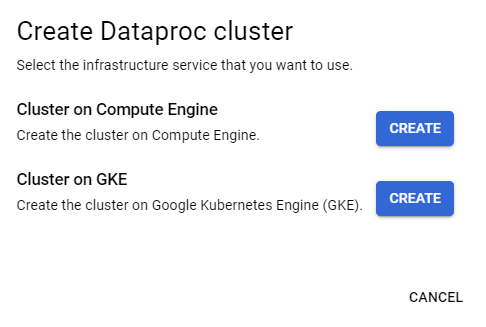 Create Dataproc cluster
Select the infrastructure service that you want to use.
Cluster on Compute Engine
Create the cluster on Compute Engine.
CREATE
Cluster on GKE
Create the cluster on Google Kubernetes Engine (GKE).
CREATE
CANCEL